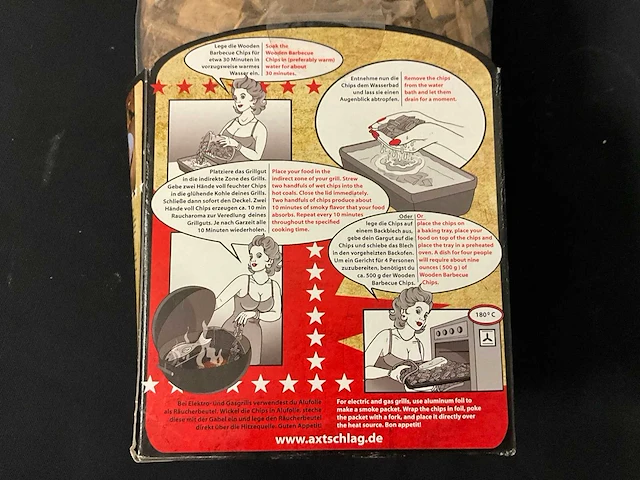 Lege die Wooden
Barbecue Chips für
etwa 30 Minuten in
vorzugsweise warmes
Wasser ein.
Soak the
Wooden Barbecue
Chips in (preferably warm)
water for about
30 minutes.
Entnehme nun die
Chips dem Wasserbad
und lass sie einen
Augenblick abtropfen.
Remove the chips
from the water
bath and let them
drain for a moment.
Platziere das Grillgut
in die indirekte Zone des Grills.
Gebe zwei Hände voll feuchter Chips
in die glühende Kohle deines Grills.
Schließe dann sofort den Deckel. Zwei
Hände voll Chips erzeugen ca. 10 min
Raucharoma zur Veredlung deines
Grillguts. Je nach Garzeit alle
10 Minuten wiederholen.
Place your food in the
indirect zone of your grill. Strew
two handfuls of wet chips into the
hot coals. Close the lid immediately.
Two handfuls of chips produce about
10 minutes of smoky flavor that your food
absorbs. Repeat every 10 minutes
throughout the specified
cooking time.
Oder
lege die Chips auf
einem Backblech aus,
gebe dein Gargut auf die
Chips und schiebe das Blech
in den vorgeheizten Backofen.
Um ein Gericht für 4 Personen
zuzubereiten, benötigst du
ca. 500 g der Wooden
Barbecue Chips.
Or
place the chips on
a baking tray, place your
food on top of the chips and
place the tray in a preheated
oven. A dish for four people
will require about nine
ounces ( 500 g ) of
Wooden Barbecue
Chips.
180° C
Bei Elektro- und Gasgrills verwendest du Alufolie
als Räucherbeutel. Wickel die Chips in Alufolie, steche
diese mit der Gabel ein und lege den Räucherbeutel
direkt über die Hitzequelle. Guten Appetit!
For electric and gas grills, use aluminum foil to
make a smoke packet. Wrap the chips in foil, poke
the packet with a fork, and place it directly over
the heat source. Bon appetit!
www.axtschlag.de